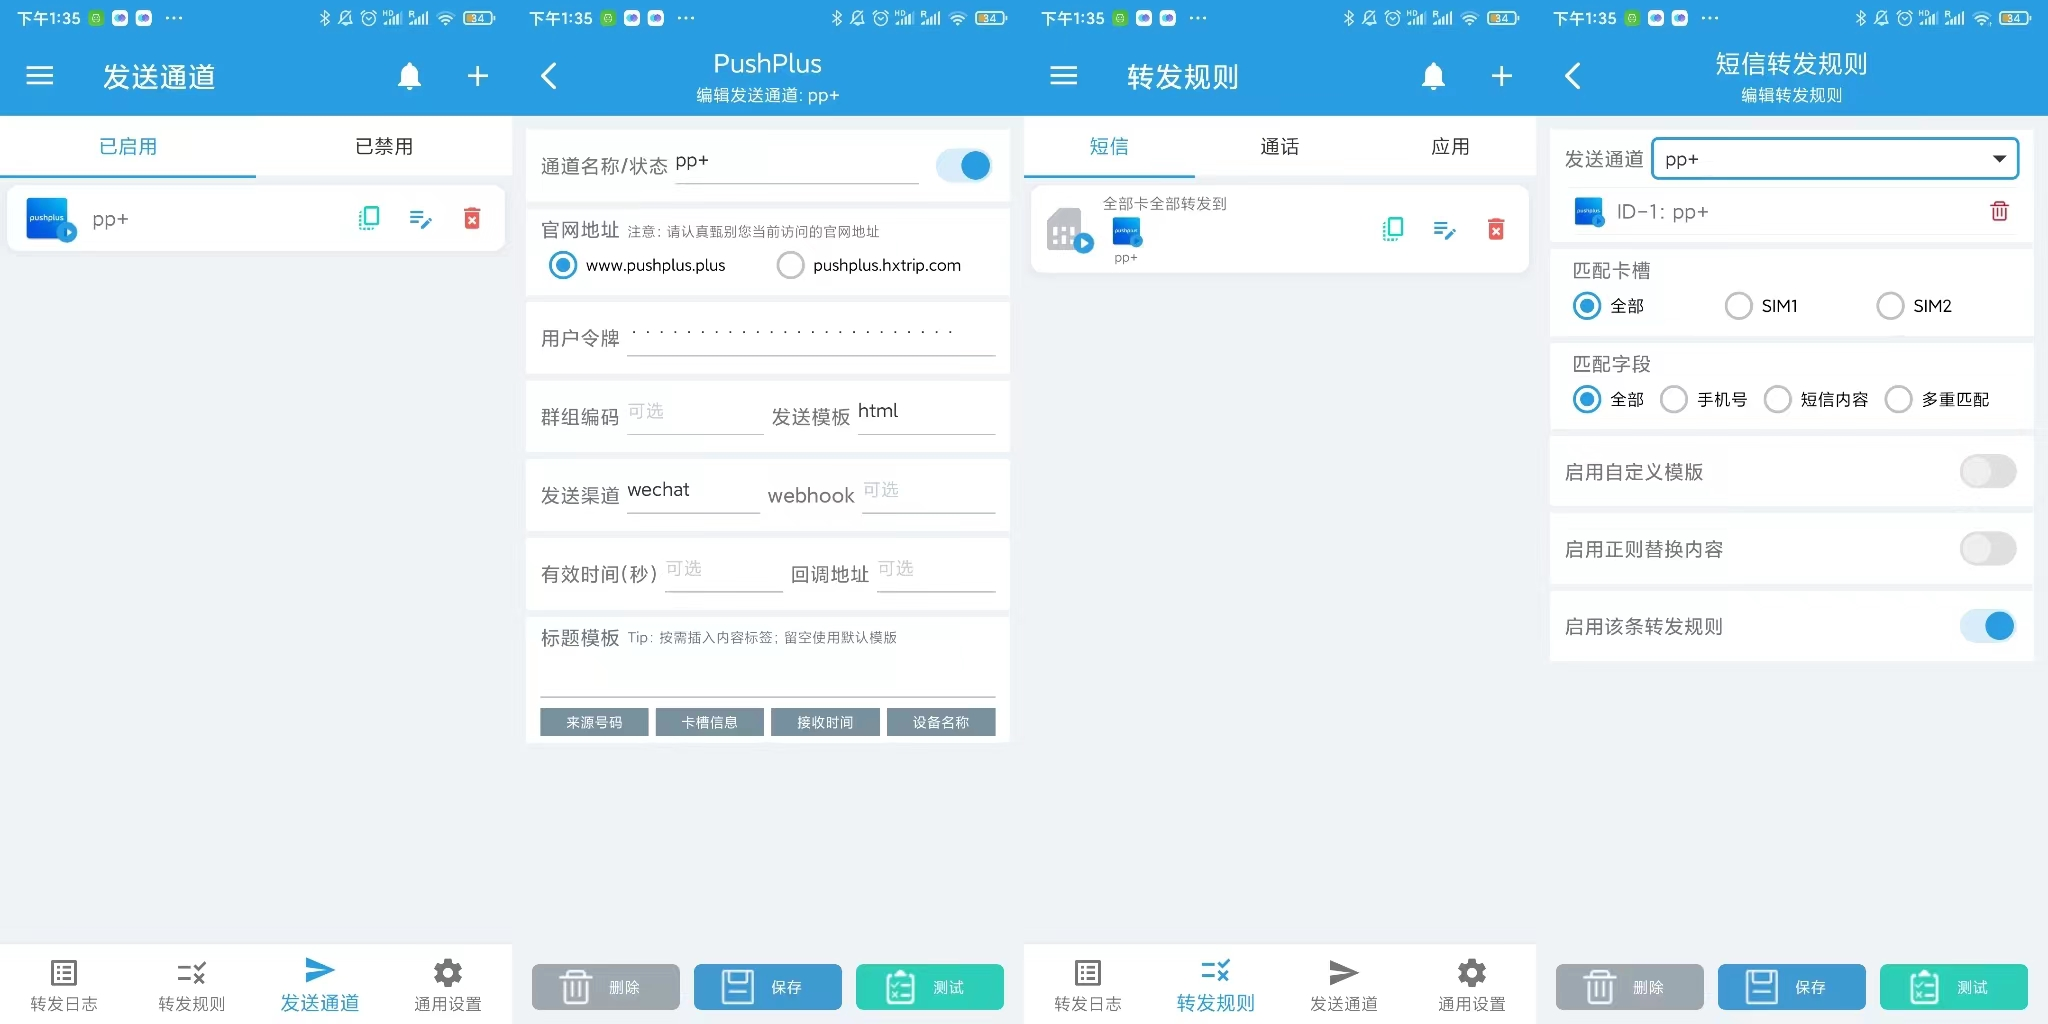 下午1:35
34
发送通道
已启用
已禁用
pushplus
pp+
转发日志
转发规则
发送通道
通用设置
下午1:35
34
PushPlus
编辑发送通道: pp+
通道名称/状态 pp+
官网地址 注意: 请认真甄别您当前访问的官网地址
www.pushplus.plus
pushplus.hxtrip.com
用户令牌 ························
群组编码 可选
发送模板 html
发送渠道 wechat
webhook 可选
有效时间(秒) 可选
回调地址 可选
标题模板 Tip: 按需插入内容标签; 留空使用默认模版
来源号码
卡槽信息
接收时间
设备名称
删除
保存
测试
下午1:35
34
转发规则
短信
通话
应用
全部卡全部转发到
pushplus
pp+
转发日志
转发规则
发送通道
通用设置
下午1:35
34
短信转发规则
编辑转发规则
发送通道 pp+
pushplus
ID-1: pp+
匹配卡槽
全部
SIM1
SIM2
匹配字段
全部
手机号
短信内容
多重匹配
启用自定义模版
启用正则替换内容
启用该条转发规则
删除
保存
测试